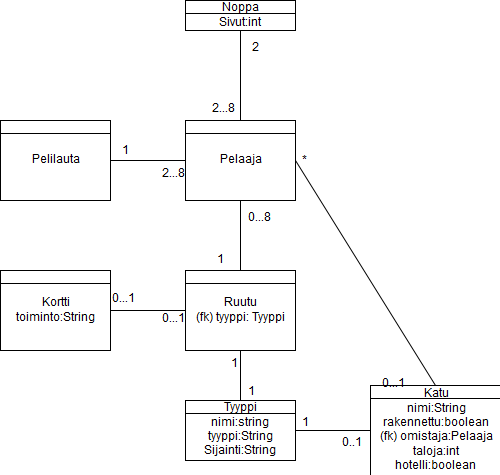 Noppa
Sivut:int
2
2...8
Pelilauta
1
2...8
Pelaaja
*
0...8
1
Kortti
toiminto:String
0...1
0...1
Ruutu
(fk) tyyppi: Tyyppi
1
1
Tyyppi
nimi:string
tyyppi:String
Sijainti:String
1
0..1
0...1
Katu
nimi:String
rakennettu:boolean
(fk) omistaja:Pelaaja
taloja:int
hotelli:boolean